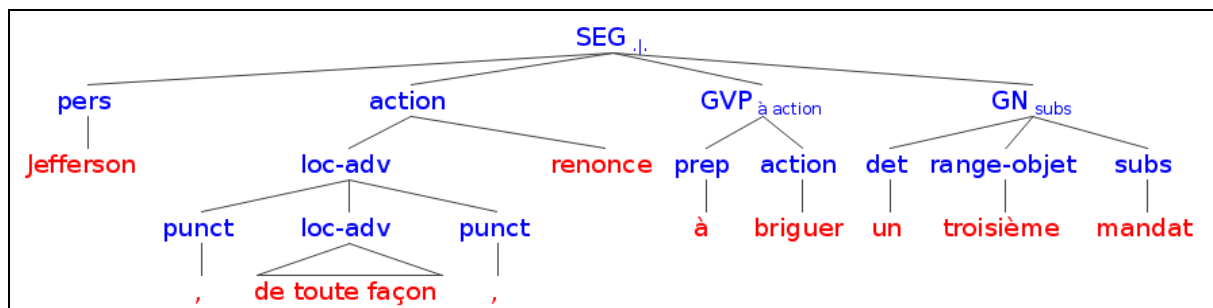 SEG .|.
pers action GVP à action GN subs
Jefferson loc-adv renonce prep action det range-objet subs
punct loc-adv punct à briguer un troisième mandat
, de toute façon ,